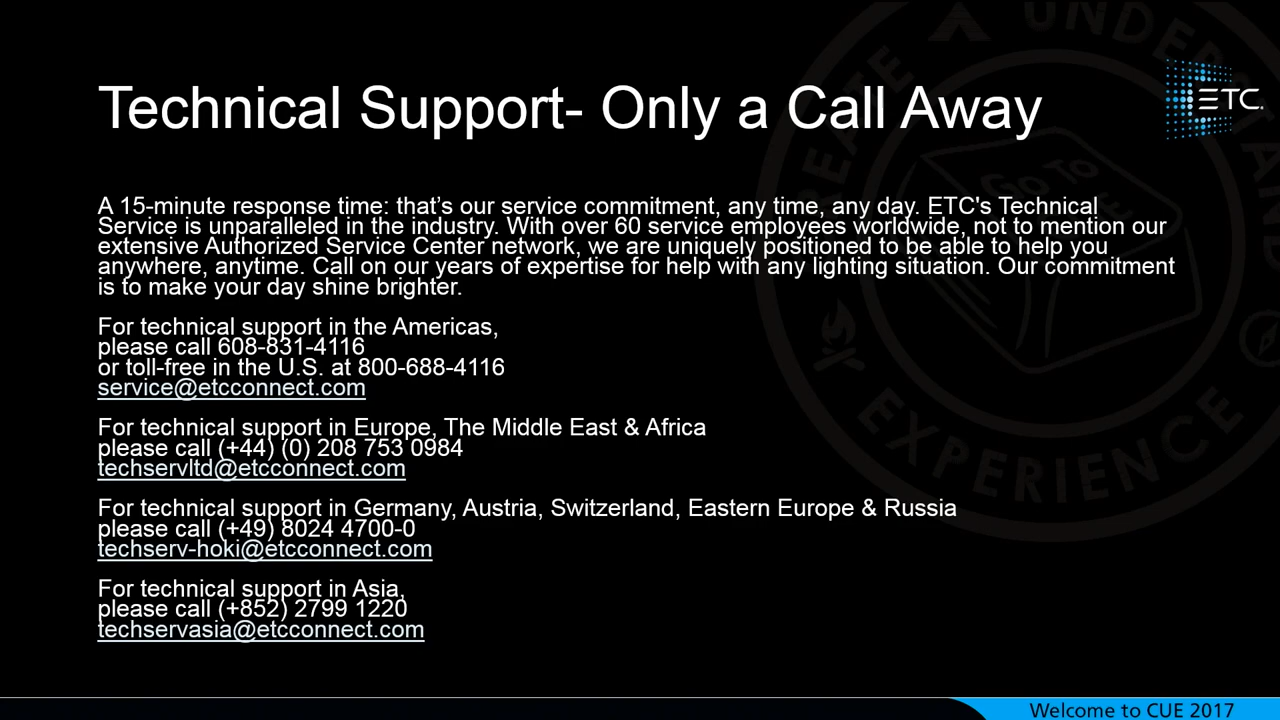 Technical Support- Only a Call Away
ETC.
A 15-minute response time: that’s our service commitment, any time, any day. ETC's Technical
Service is unparalleled in the industry. With over 60 service employees worldwide, not to mention our
extensive Authorized Service Center network, we are uniquely positioned to be able to help you
anywhere, anytime. Call on our years of expertise for help with any lighting situation. Our commitment
is to make your day shine brighter.
For technical support in the Americas,
please call 608-831-4116
or toll-free in the U.S. at 800-688-4116
service@etcconnect.com
For technical support in Europe, The Middle East & Africa
please call (+44) (0) 208 753 0984
techservltd@etcconnect.com
For technical support in Germany, Austria, Switzerland, Eastern Europe & Russia
please call (+49) 8024 4700-0
techserv-hoki@etcconnect.com
For technical support in Asia,
please call (+852) 2799 1220
techservasia@etcconnect.com
EXPERIENCE
GO TO
Welcome to CUE 2017